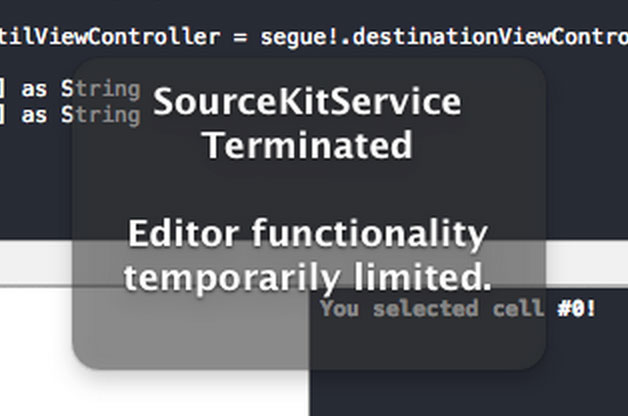 tilViewController = segue!.destinationViewContro
] as String
] as String
SourceKitService
Terminated
Editor functionality
temporarily limited.
You selected cell #0!